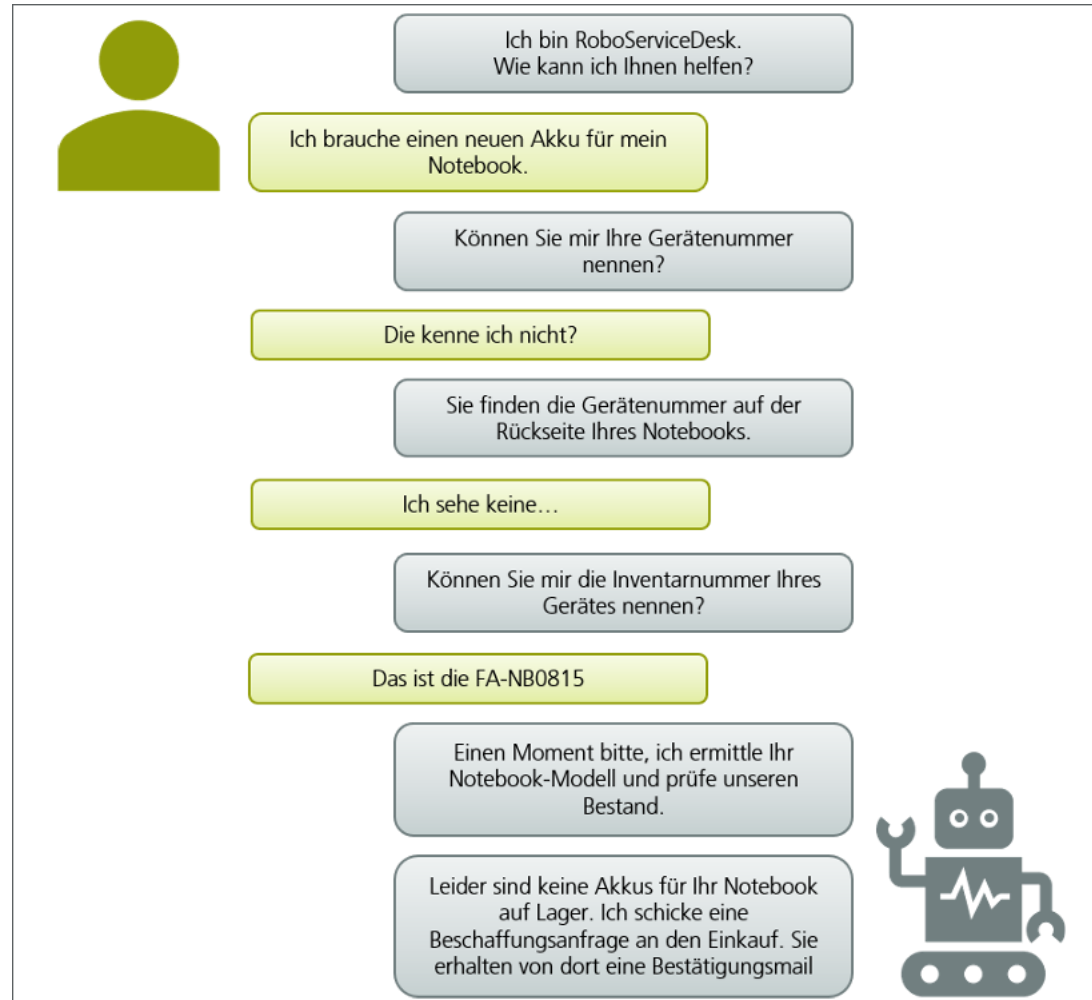 Ich bin RoboServiceDesk.
Wie kann ich Ihnen helfen?
Ich brauche einen neuen Akku für mein
Notebook.
Können Sie mir Ihre Gerätenummer
nennen?
Die kenne ich nicht?
Sie finden die Gerätenummer auf der
Rückseite Ihres Notebooks.
Ich sehe keine…
Können Sie mir die Inventarnummer Ihres
Gerätes nennen?
Das ist die FA-NB0815
Einen Moment bitte, ich ermittle Ihr
Notebook-Modell und prüfe unseren
Bestand.
Leider sind keine Akkus für Ihr Notebook
auf Lager. Ich schicke eine
Beschaffungsanfrage an den Einkauf. Sie
erhalten von dort eine Bestätigungsmail